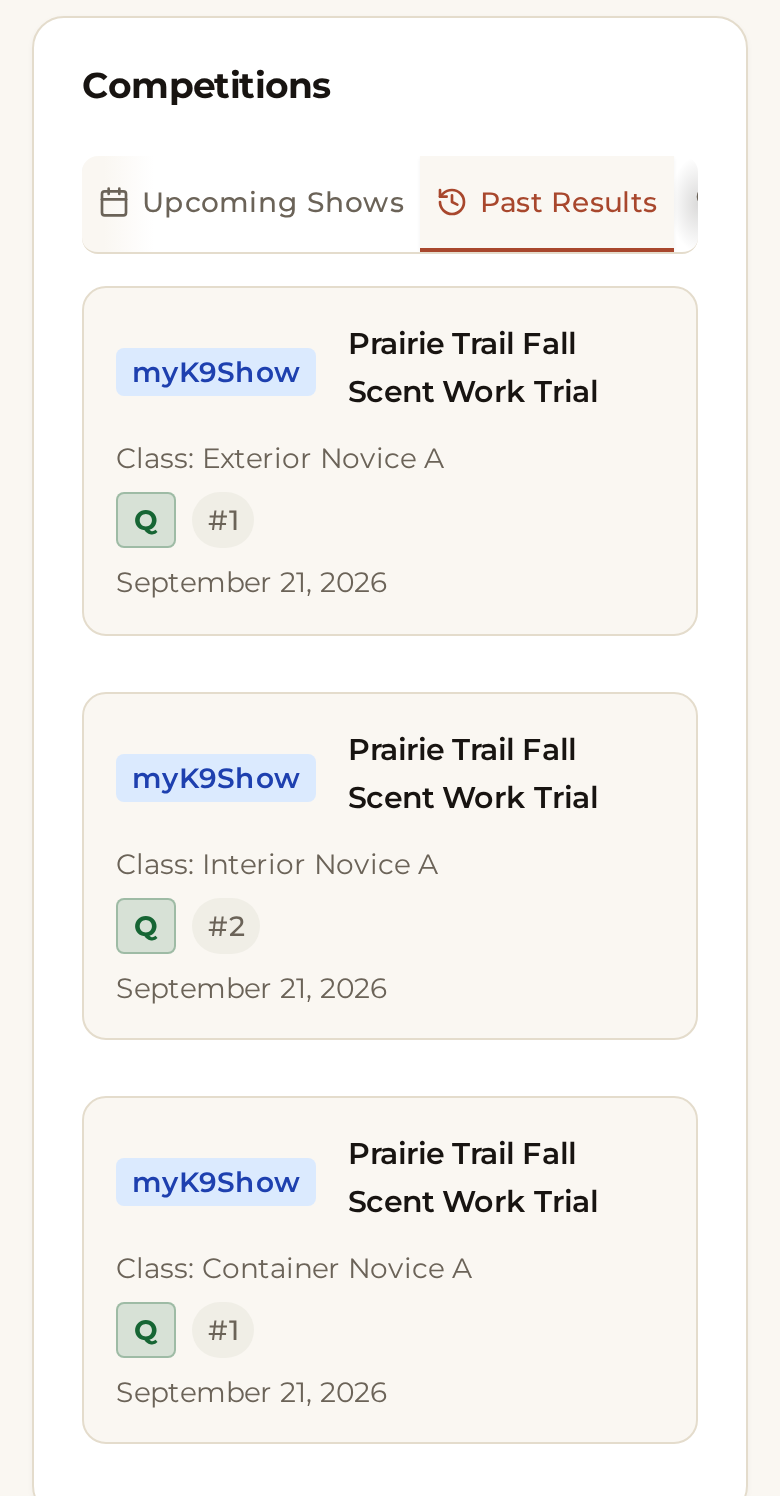 Competitions
Upcoming Shows
Past Results
myK9Show
Prairie Trail Fall
Scent Work Trial
Class: Exterior Novice A
Q
#1
September 21, 2026
myK9Show
Prairie Trail Fall
Scent Work Trial
Class: Interior Novice A
Q
#2
September 21, 2026
myK9Show
Prairie Trail Fall
Scent Work Trial
Class: Container Novice A
Q
#1
September 21, 2026